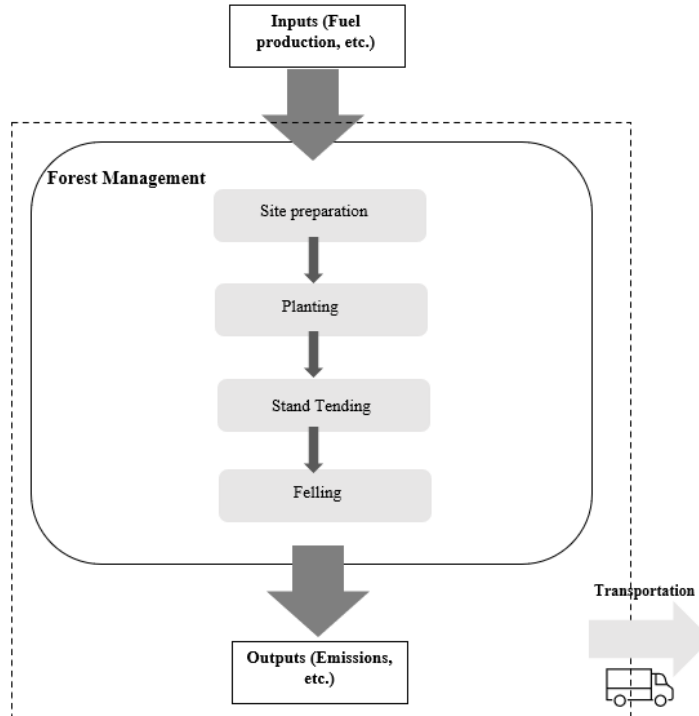 Inputs (Fuel
production, etc.)
Forest Management
Site preparation
Planting
Stand Tending
Felling
Transportation
Outputs (Emissions,
etc.)